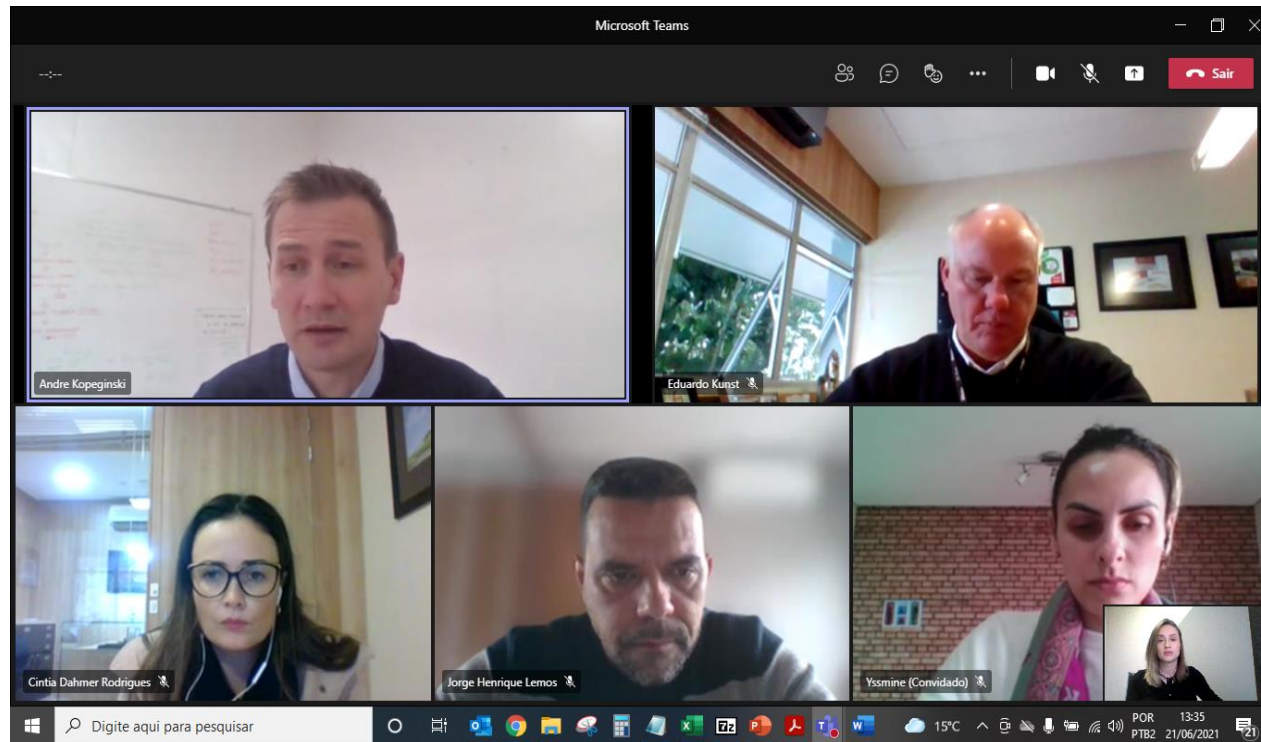 Microsoft Teams
--:--
Sair
Andre Kopeginski
Eduardo Kunst
Cintia Dahmer Rodrigues
Jorge Henrique Lemos
Yssmine (Convidado)
Digite aqui para pesquisar
15°C
POR
PTB2
13:35
21/06/2021
21